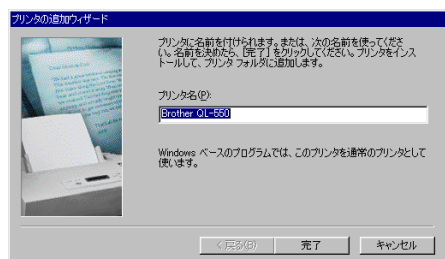 プリンタの追加ウィザード
プリンタに名前を付けられます。または、次の名前を使ってくださ
い。名前を決めたら、[完了] をクリックしてください。プリンタをインス
トールして、プリンタ フォルダに追加します。
プリンタ名(P):
Brother QL-550
Windows ベースのプログラムでは、このプリンタを通常のプリンタとして
使います。
< 戻る(B)
完了
キャンセル